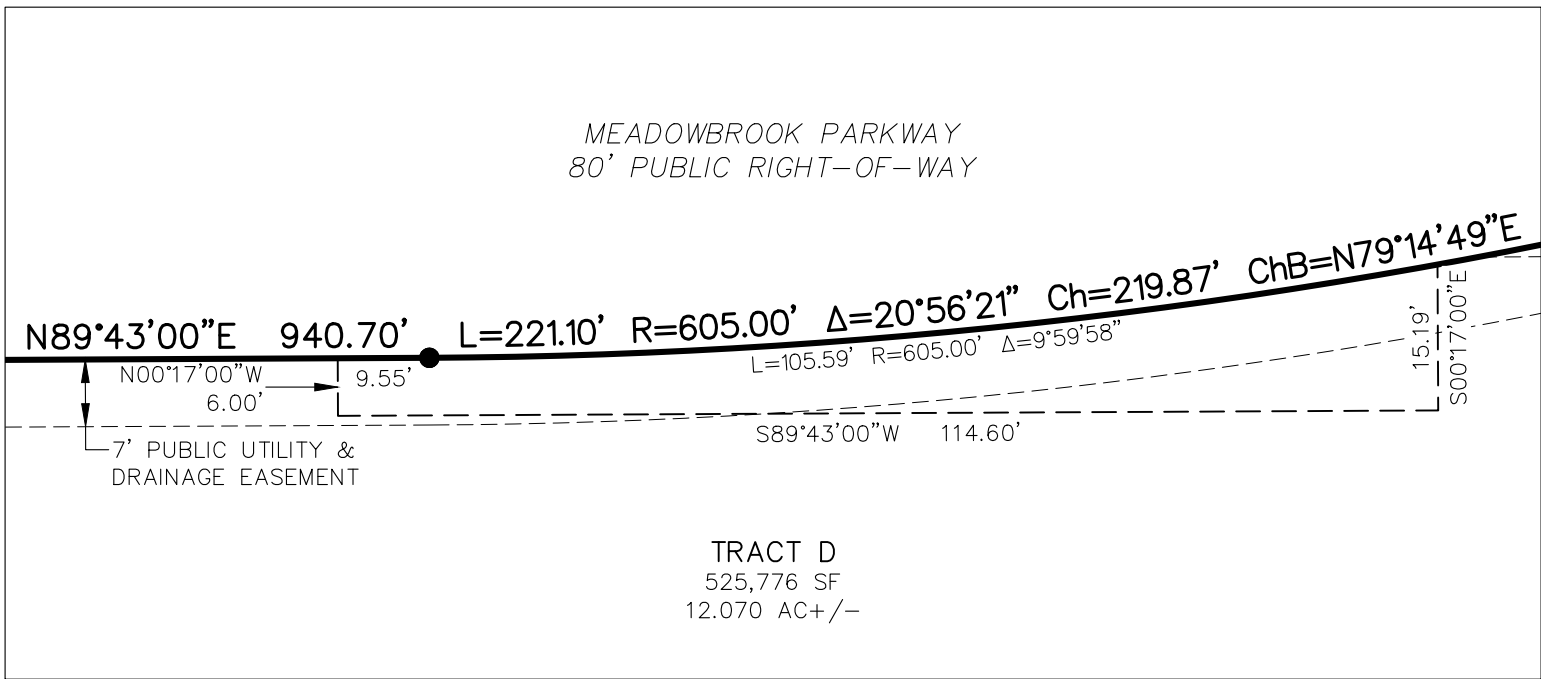 MEADOWBROOK PARKWAY
80' PUBLIC RIGHT-OF-WAY
N89°43'00"E 940.70' L=221.10' R=605.00' Δ=20°56'21" Ch=219.87' ChB=N79°14'49"E
L=105.59' R=605.00' Δ=9°59'58"
N00°17'00"W
6.00'
9.55'
15.19'
S00°17'00"E
S89°43'00"W 114.60'
7' PUBLIC UTILITY &
DRAINAGE EASEMENT
TRACT D
525,776 SF
12.070 AC+/-